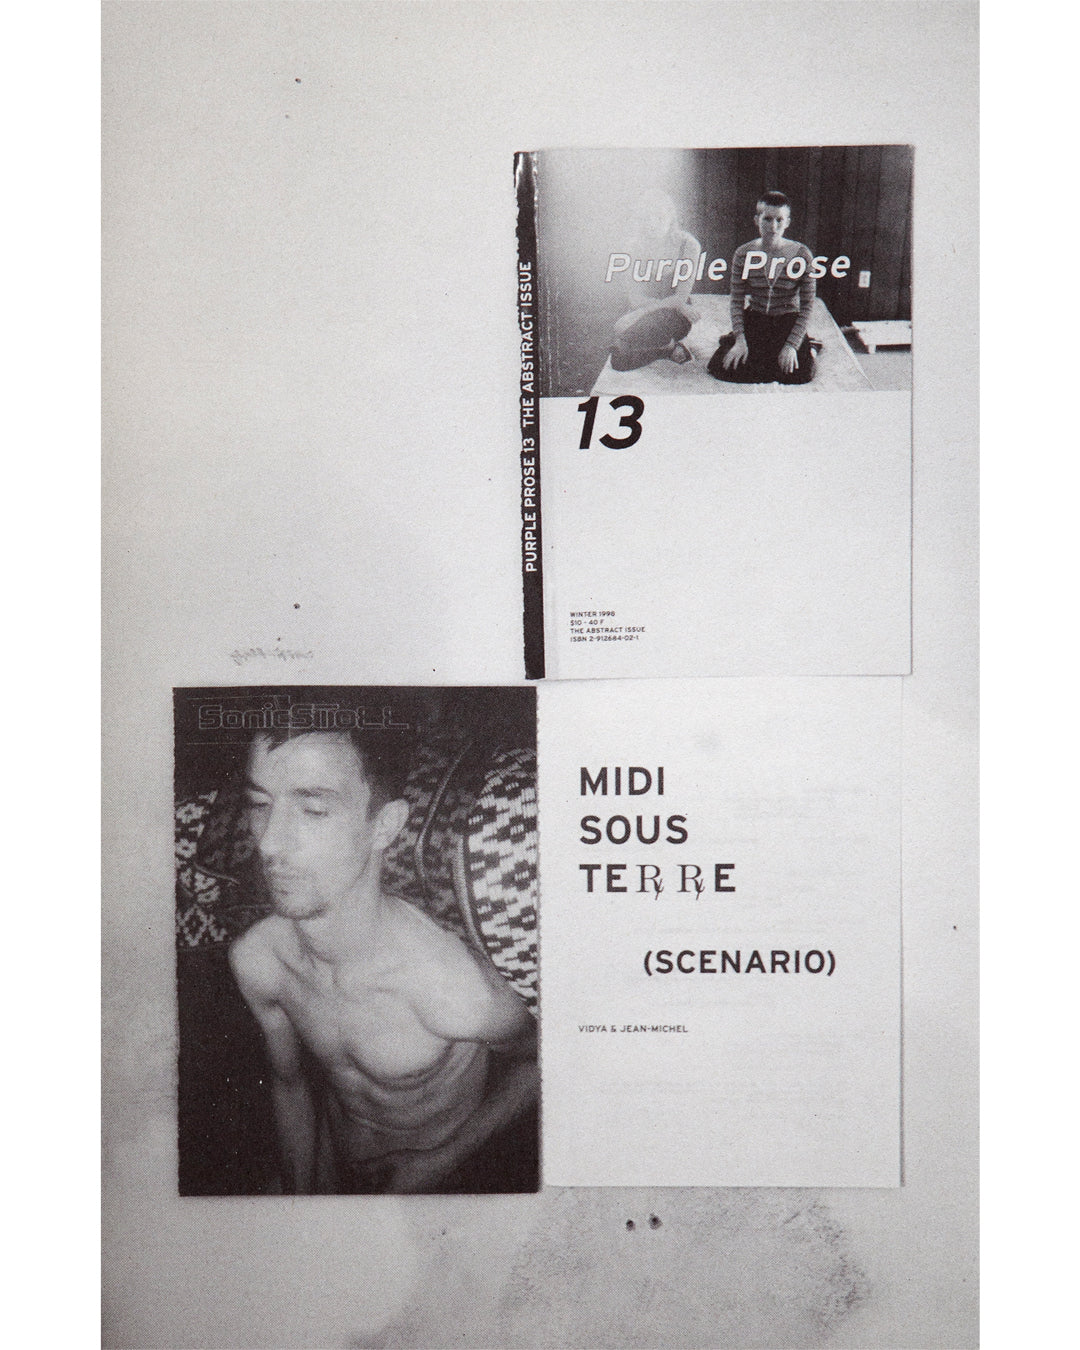 Purple Prose
13
PURPLE PROSE 13 THE ABSTRACT ISSUE
WINTER 1998
$10 - 40 F
THE ABSTRACT ISSUE
ISBN 2-912684-02-1
MIDI
SOUS
TERRE
(SCENARIO)
VIDYA & JEAN-MICHEL